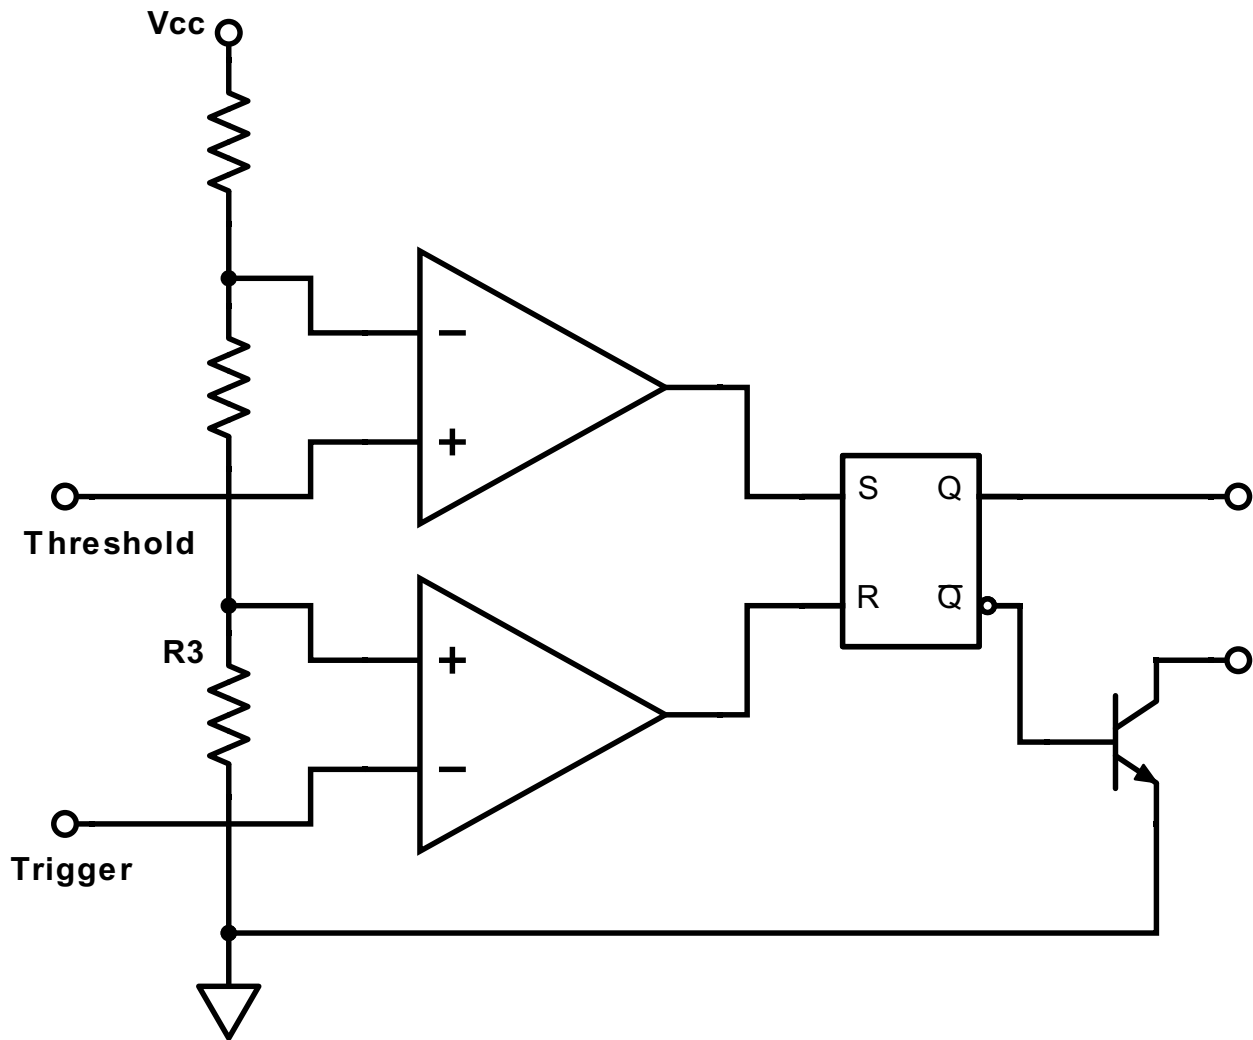 Vcc
−
+
S Q
Threshold
R Q̅
R3
+
−
Trigger